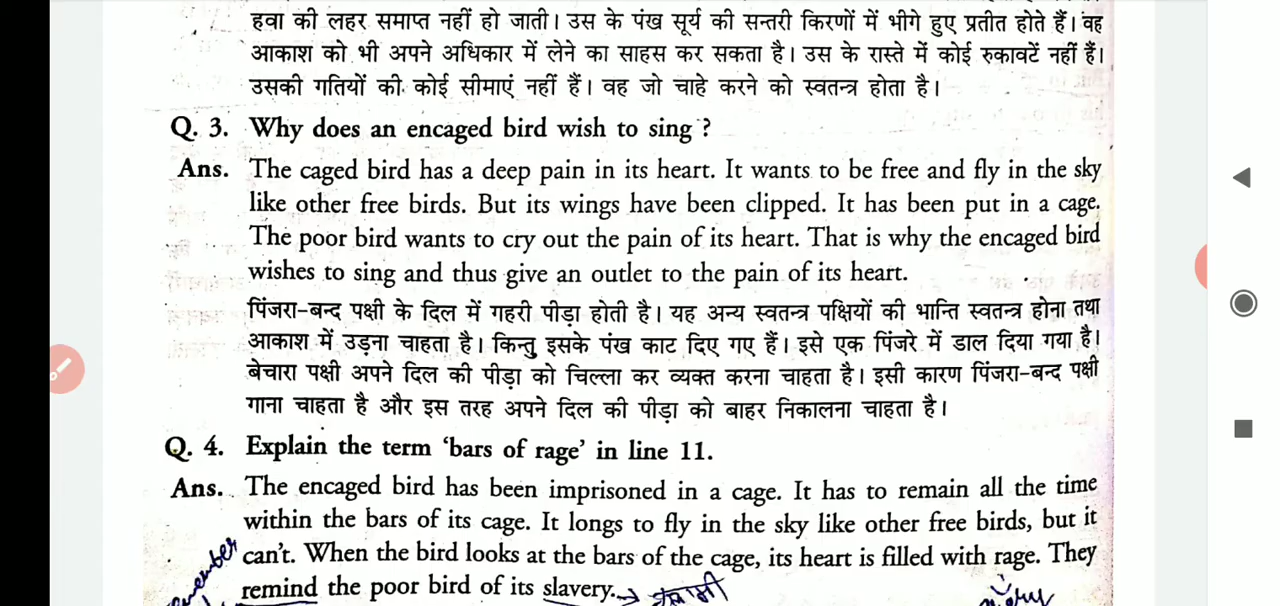 हवा की लहर समाप्त नहीं हो जाती। उस के पंख सूर्य की सन्तरी किरणों में भीगे हुए प्रतीत होते हैं। वह
आकाश को भी अपने अधिकार में लेने का साहस कर सकता है। उस के रास्ते में कोई रुकावटें नहीं हैं।
उसकी गतियों की कोई सीमाएं नहीं हैं। वह जो चाहे करने को स्वतन्त्र होता है।
Q. 3. Why does an encaged bird wish to sing ?
Ans. The caged bird has a deep pain in its heart. It wants to be free and fly in the sky
like other free birds. But its wings have been clipped. It has been put in a cage.
The poor bird wants to cry out the pain of its heart. That is why the encaged bird
wishes to sing and thus give an outlet to the pain of its heart.
पिंजरा-बन्द पक्षी के दिल में गहरी पीड़ा होती है। यह अन्य स्वतन्त्र पक्षियों की भान्ति स्वतन्त्र होना तथा
आकाश में उड़ना चाहता है। किन्तु इसके पंख काट दिए गए हैं। इसे एक पिंजरे में डाल दिया गया है।
बेचारा पक्षी अपने दिल की पीड़ा को चिल्ला कर व्यक्त करना चाहता है। इसी कारण पिंजरा-बन्द पक्षी
गाना चाहता है और इस तरह अपने दिल की पीड़ा को बाहर निकालना चाहता है।
Q. 4. Explain the term ‘bars of rage’ in line 11.
Ans. The encaged bird has been imprisoned in a cage. It has to remain all the time
within the bars of its cage. It longs to fly in the sky like other free birds, but it
can’t. When the bird looks at the bars of the cage, its heart is filled with rage. They
remind the poor bird of its slavery.